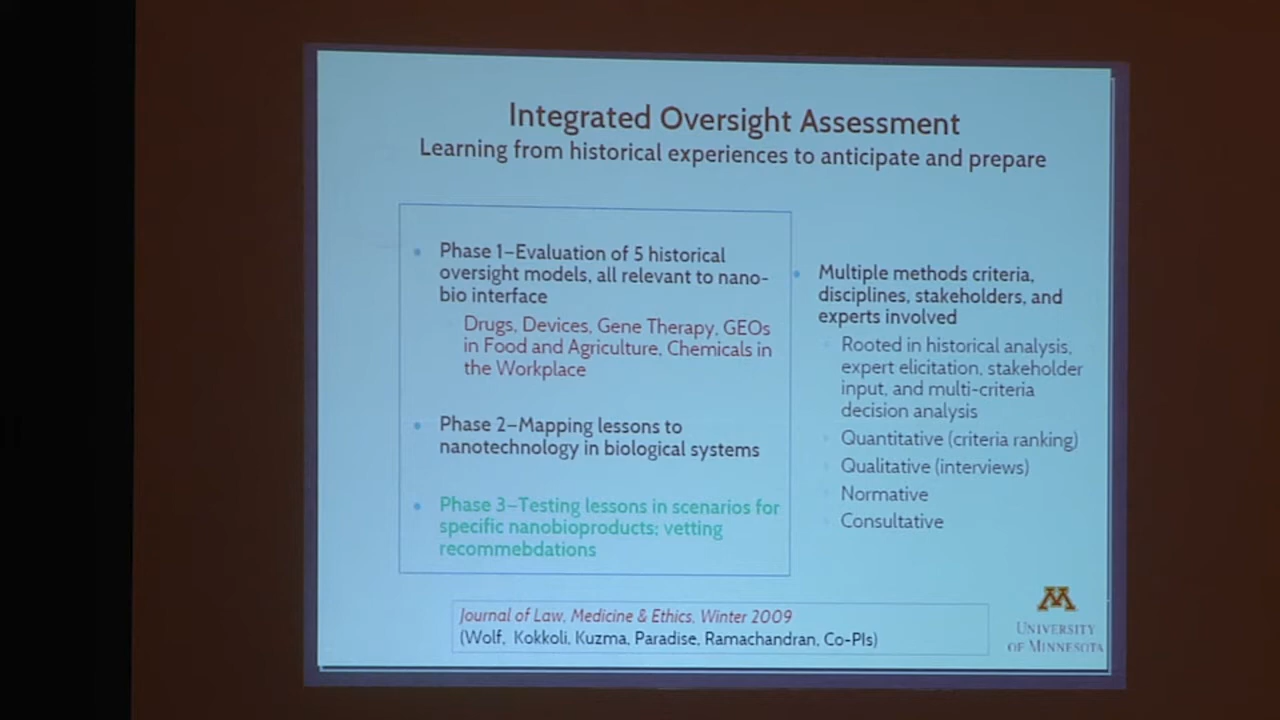 Integrated Oversight Assessment
Learning from historical experiences to anticipate and prepare
Phase 1–Evaluation of 5 historical
oversight models, all relevant to nano-
bio interface
Drugs, Devices, Gene Therapy, GEOs
in Food and Agriculture, Chemicals in
the Workplace
Phase 2–Mapping lessons to
nanotechnology in biological systems
Phase 3–Testing lessons in scenarios for
specific nanobioproducts; vetting
recommebdations
Multiple methods criteria,
disciplines, stakeholders, and
experts involved
Rooted in historical analysis,
expert elicitation, stakeholder
input, and multi-criteria
decision analysis
Quantitative (criteria ranking)
Qualitative (interviews)
Normative
Consultative
Journal of Law, Medicine & Ethics, Winter 2009
(Wolf, Kokkoli, Kuzma, Paradise, Ramachandran, Co-PIs)
M
UNIVERSITY
OF MINNESOTA